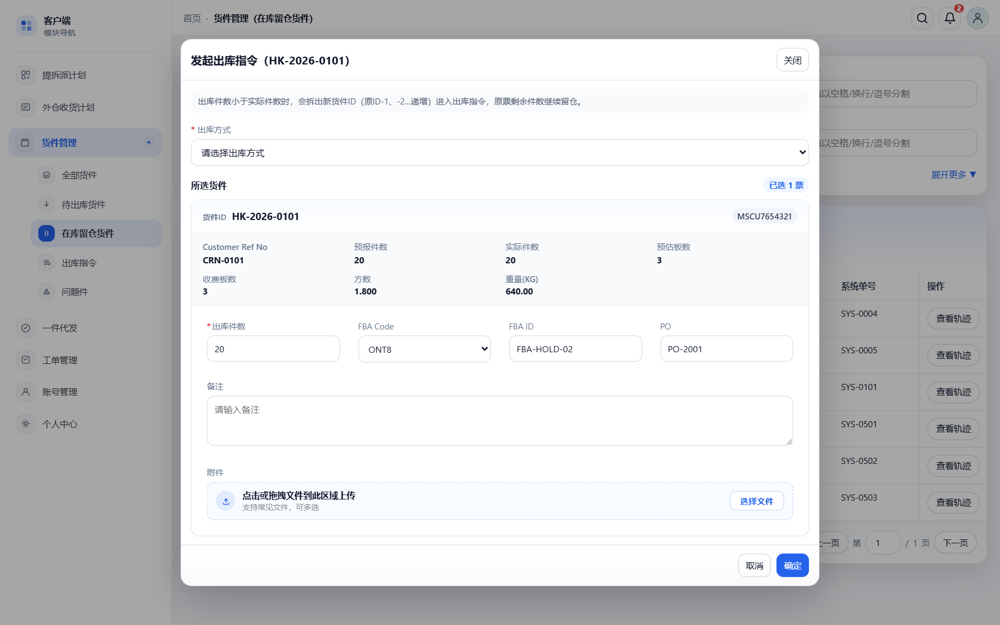 客户端
模块导航
提拆派计划
外仓收货计划
货件管理
全部货件
待出库货件
在库留仓货件
出库指令
问题件
一件代发
工单管理
账号管理
个人中心
首页 · 货件管理（在库留仓货件）
2
发起出库指令（HK-2026-0101）
关闭
出库件数小于实际件数时，会拆出新货件ID（原ID-1、-2...递增）进入出库指令，原票剩余件数继续留仓。
* 出库方式
请选择出库方式
所选货件
已选 1 票
货件ID HK-2026-0101
MSCU7654321
Customer Ref No 预报件数 实际件数 预估板数
CRN-0101 20 20 3
收费板数 方数 重量(KG)
3 1.800 640.00
* 出库件数 FBA Code FBA ID PO
20 ONT8 FBA-HOLD-02 PO-2001
备注
请输入备注
附件
点击或拖拽文件到此区域上传
支持常见文件，可多选
选择文件
取消
确定
以空格/换行/逗号分割
以空格/换行/逗号分割
展开更多 ▼
系统单号 操作
SYS-0004 查看轨迹
SYS-0005 查看轨迹
SYS-0101 查看轨迹
SYS-0501 查看轨迹
SYS-0502 查看轨迹
SYS-0503 查看轨迹
一页 第 1 / 1 页 下一页